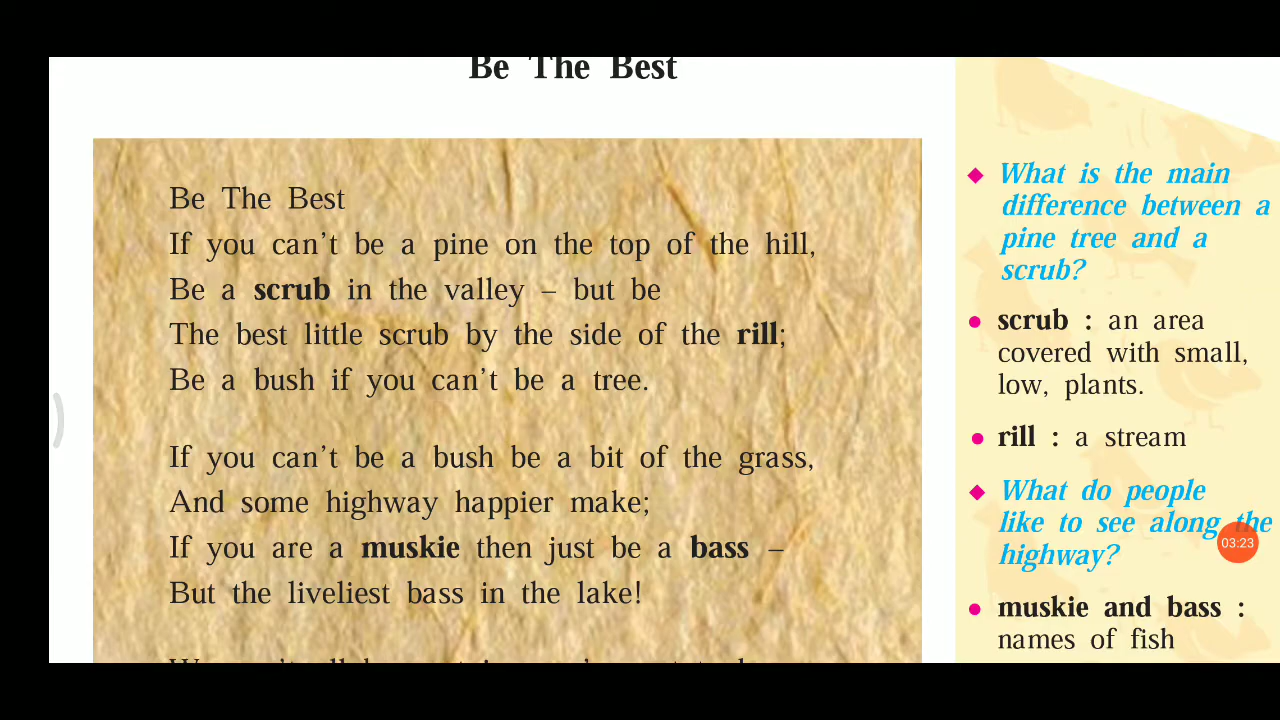 Be The Best
Be The Best
If you can't be a pine on the top of the hill,
Be a scrub in the valley – but be
The best little scrub by the side of the rill;
Be a bush if you can't be a tree.
If you can't be a bush be a bit of the grass,
And some highway happier make;
If you are a muskie then just be a bass –
But the liveliest bass in the lake!
What is the main
difference between a
pine tree and a
scrub?
scrub : an area
covered with small,
low, plants.
rill : a stream
What do people
like to see along the
highway?
03:23
muskie and bass :
names of fish